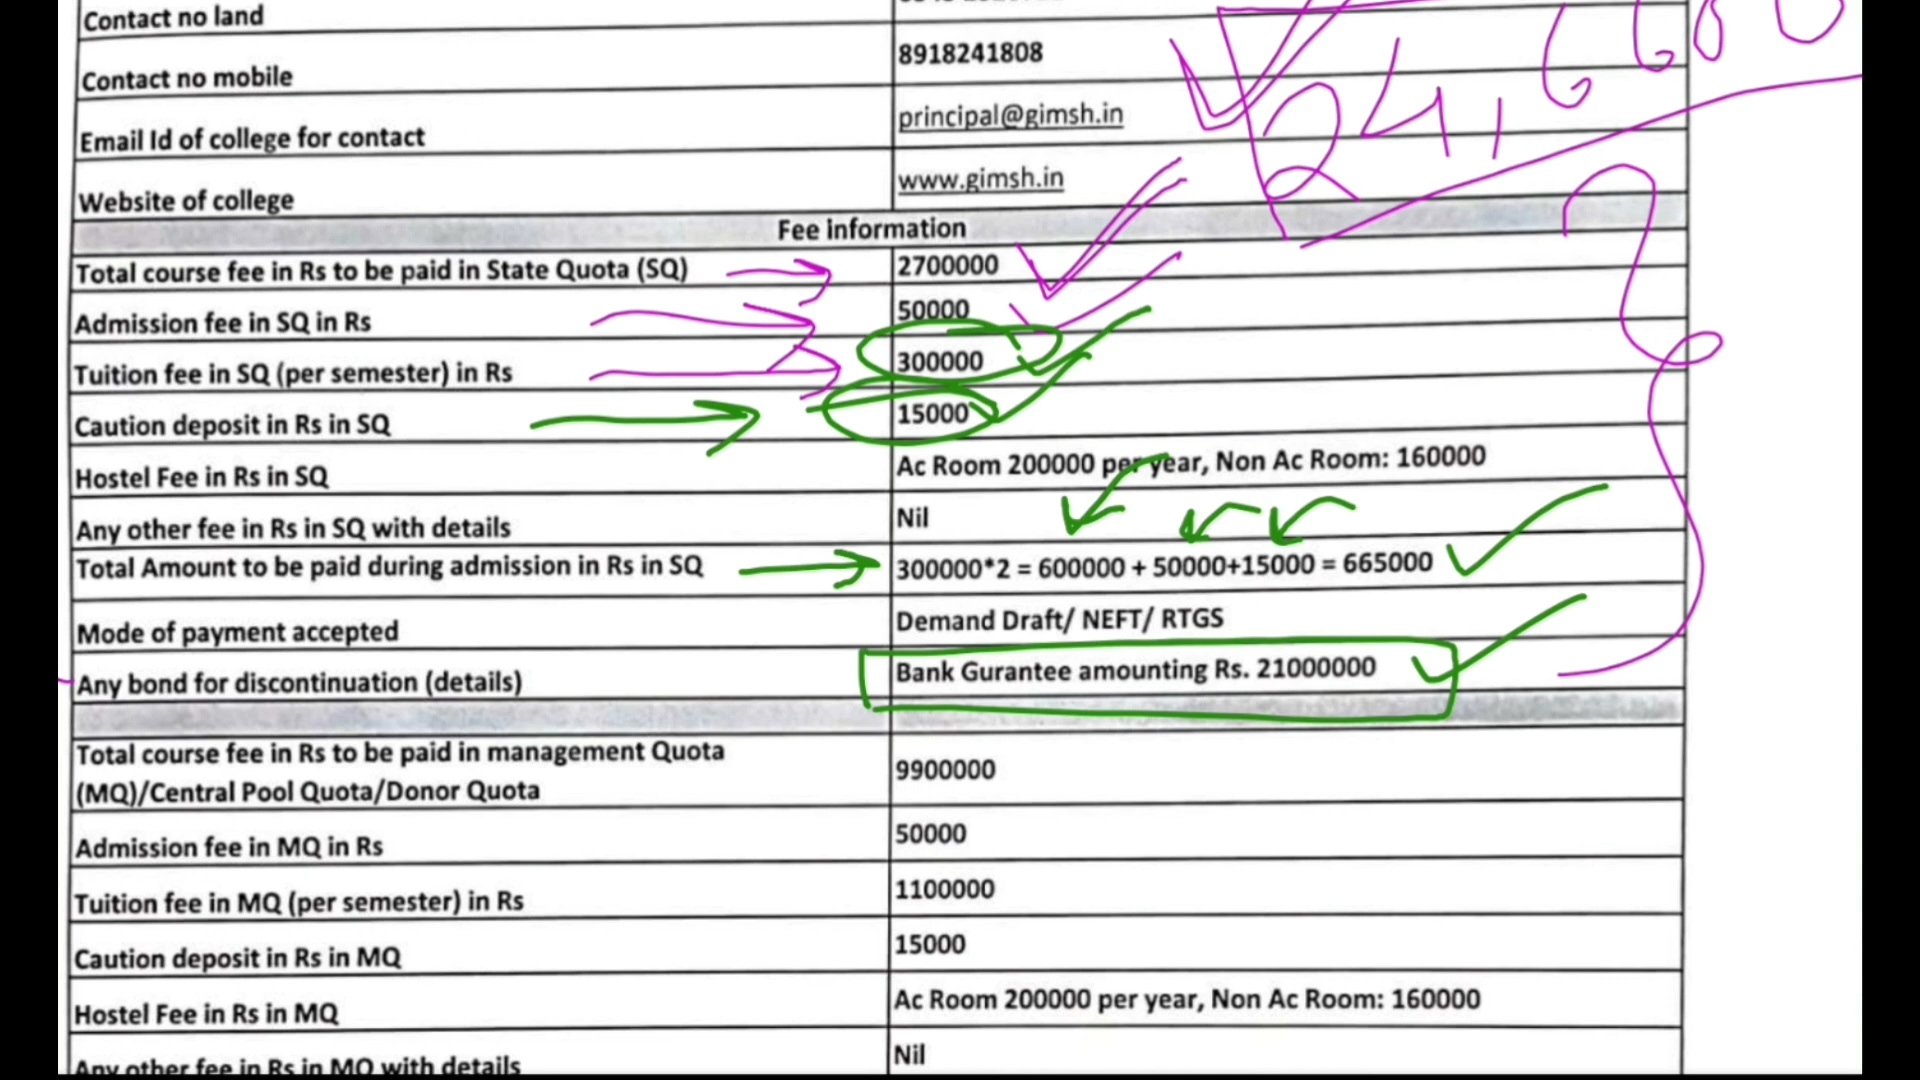 Contact no land
Contact no mobile 8918241808
Email Id of college for contact principal@gimsh.in
Website of college www.gimsh.in
Fee information
Total course fee in Rs to be paid in State Quota (SQ) 2700000
Admission fee in SQ in Rs 50000
Tuition fee in SQ (per semester) in Rs 300000
Caution deposit in Rs in SQ 15000
Hostel Fee in Rs in SQ Ac Room 200000 per year, Non Ac Room: 160000
Any other fee in Rs in SQ with details Nil
Total Amount to be paid during admission in Rs in SQ 300000*2 = 600000 + 50000+15000 = 665000
Mode of payment accepted Demand Draft/ NEFT/ RTGS
Any bond for discontinuation (details) Bank Gurantee amounting Rs. 21000000
Total course fee in Rs to be paid in management Quota
(MQ)/Central Pool Quota/Donor Quota 9900000
Admission fee in MQ in Rs 50000
Tuition fee in MQ (per semester) in Rs 1100000
Caution deposit in Rs in MQ 15000
Hostel Fee in Rs in MQ Ac Room 200000 per year, Non Ac Room: 160000
Any other fee in Rs in MQ with details Nil